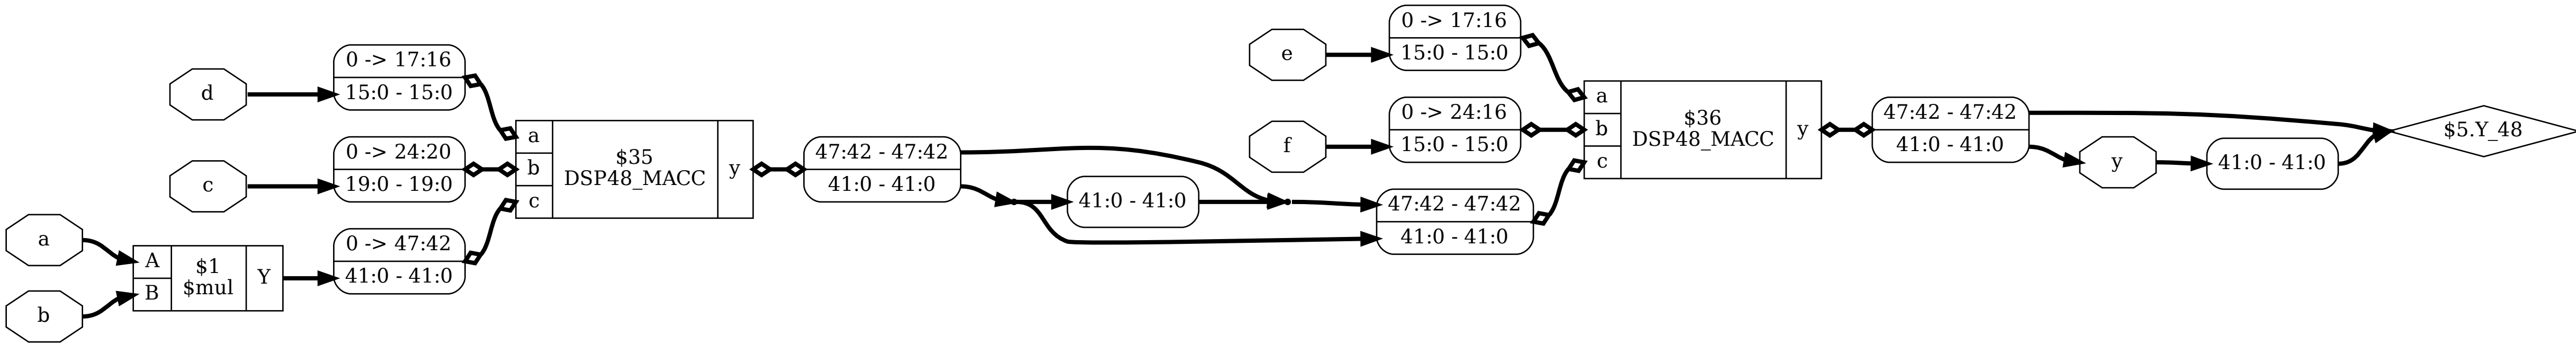 d
0 -> 17:16
15:0 - 15:0
c
0 -> 24:20
19:0 - 19:0
a
b
A
B
$1
$mul
Y
0 -> 47:42
41:0 - 41:0
a
b
c
$35
DSP48_MACC
y
47:42 - 47:42
41:0 - 41:0
41:0 - 41:0
e
0 -> 17:16
15:0 - 15:0
f
0 -> 24:16
15:0 - 15:0
47:42 - 47:42
41:0 - 41:0
a
b
c
$36
DSP48_MACC
y
47:42 - 47:42
41:0 - 41:0
y
41:0 - 41:0
$5.Y_48